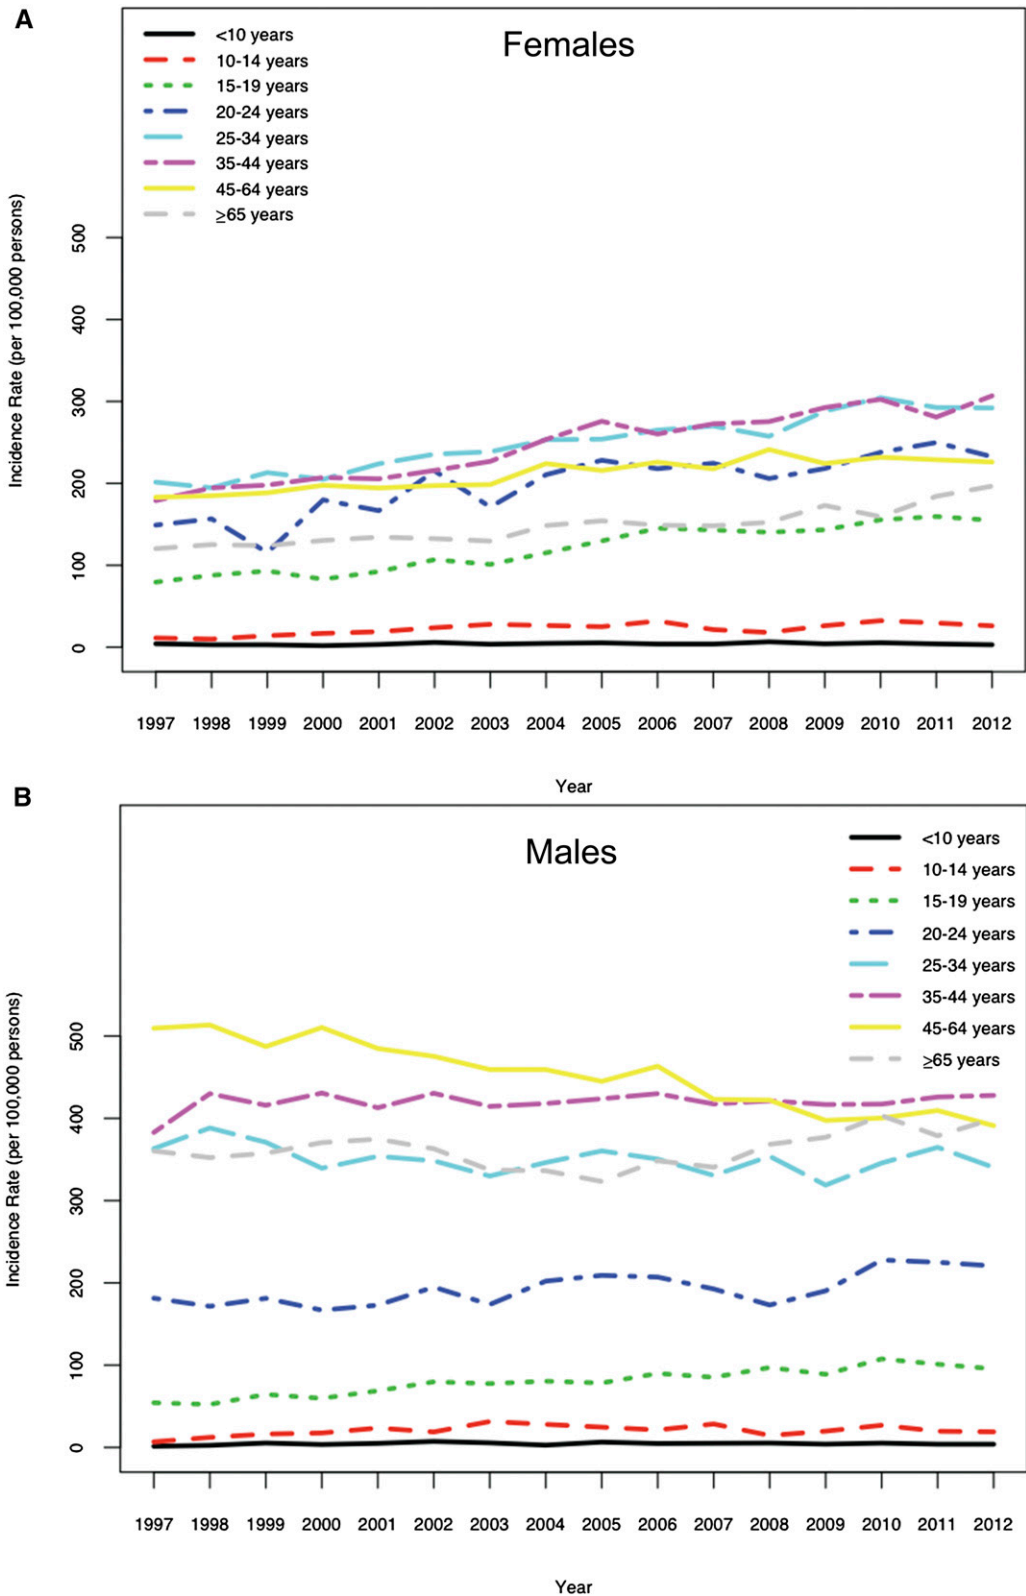 A
Females
<10 years
10-14 years
15-19 years
20-24 years
25-34 years
35-44 years
45-64 years
≥65 years
Incidence Rate (per 100,000 persons)
500
400
300
200
100
0
1997 1998 1999 2000 2001 2002 2003 2004 2005 2006 2007 2008 2009 2010 2011 2012
Year
B
Males
<10 years
10-14 years
15-19 years
20-24 years
25-34 years
35-44 years
45-64 years
≥65 years
Incidence Rate (per 100,000 persons)
500
400
300
200
100
0
1997 1998 1999 2000 2001 2002 2003 2004 2005 2006 2007 2008 2009 2010 2011 2012
Year